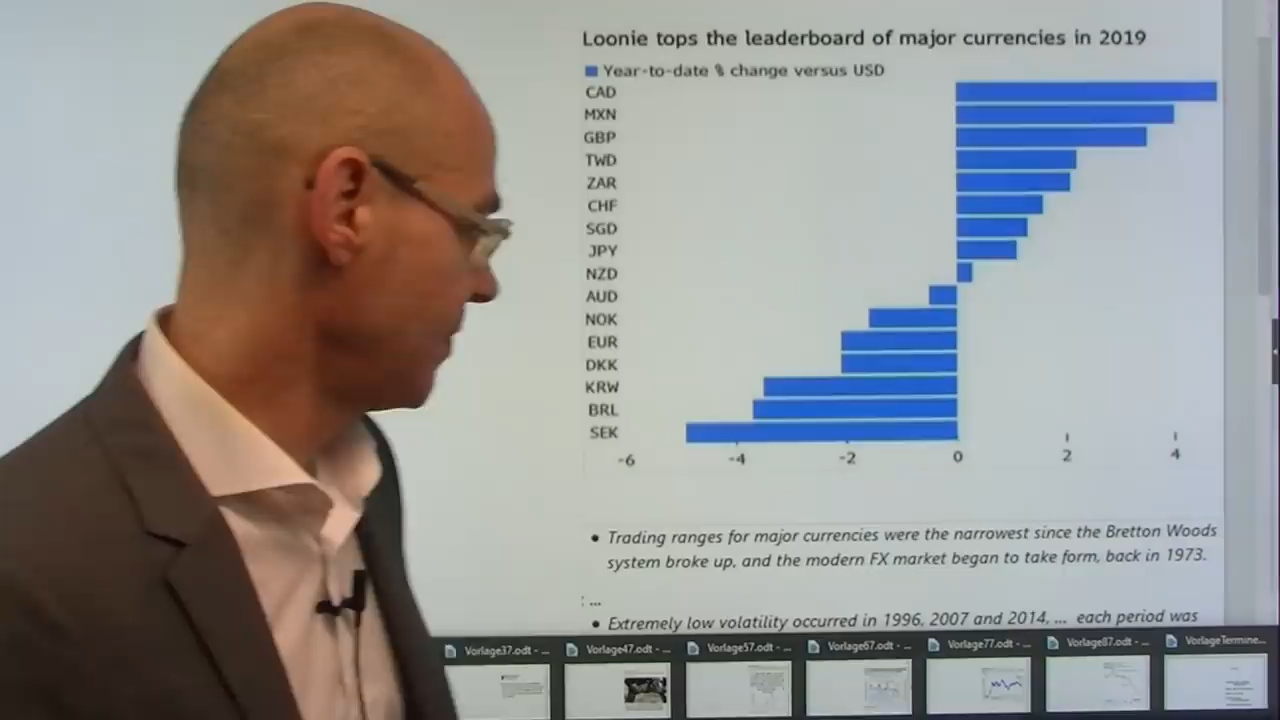 Loonie tops the leaderboard of major currencies in 2019
Year-to-date % change versus USD
CAD
MXN
GBP
TWD
ZAR
CHF
SGD
JPY
NZD
AUD
NOK
EUR
DKK
KRW
BRL
SEK
-6 -4 -2 0 2 4
• Trading ranges for major currencies were the narrowest since the Bretton Woods
system broke up, and the modern FX market began to take form, back in 1973.
: ...
• Extremely low volatility occurred in 1996, 2007 and 2014, ... each period was
Vorlage37.odt - ... Vorlage47.odt - ... Vorlage57.odt - ... Vorlage67.odt - ... Vorlage77.odt - ... Vorlage87.odt - ... VorlageTermine...